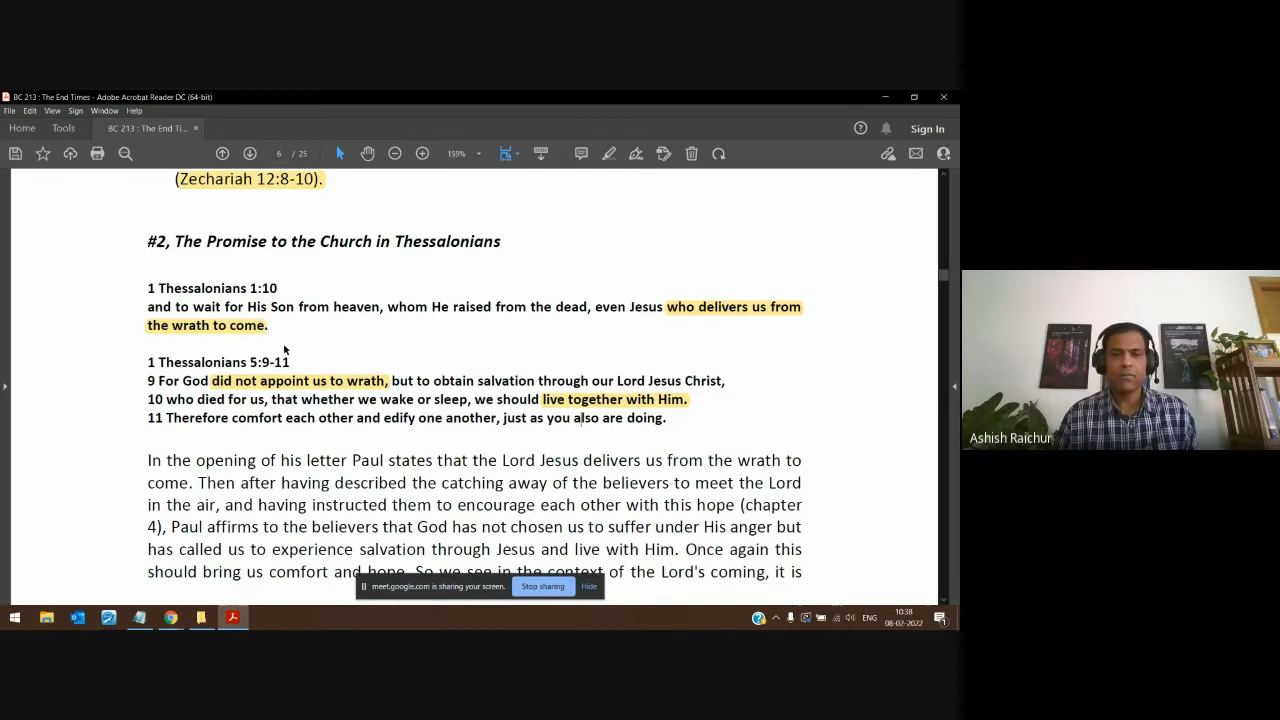 BC 213 : The End Times - Adobe Acrobat Reader DC (64-bit)
File Edit View Sign Window Help
Home Tools BC 213 : The End Ti... × Sign In
6 / 25 159%
(Zechariah 12:8-10).
#2, The Promise to the Church in Thessalonians
1 Thessalonians 1:10
and to wait for His Son from heaven, whom He raised from the dead, even Jesus who delivers us from
the wrath to come.
1 Thessalonians 5:9-11
9 For God did not appoint us to wrath, but to obtain salvation through our Lord Jesus Christ,
10 who died for us, that whether we wake or sleep, we should live together with Him.
11 Therefore comfort each other and edify one another, just as you also are doing.
In the opening of his letter Paul states that the Lord Jesus delivers us from the wrath to
come. Then after having described the catching away of the believers to meet the Lord
in the air, and having instructed them to encourage each other with this hope (chapter
4), Paul affirms to the believers that God has not chosen us to suffer under His anger but
has called us to experience salvation through Jesus and live with Him. Once again this
should bring us comfort and hope. So we see in the context of the Lord's coming, it is
meet.google.com is sharing your screen. Stop sharing Hide
ENG 10:38
08-02-2022
Ashish Raichur